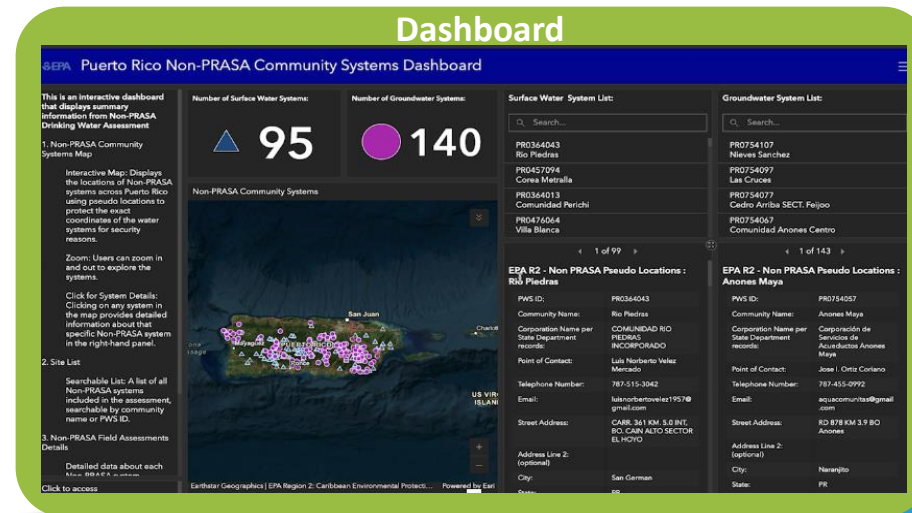 Dashboard
EPA Puerto Rico Non-PRASA Community Systems Dashboard
This is an interactive dashboard
that displays summary
information from Non-PRASA
Drinking Water Assessment
1. Non-PRASA Community
Systems Map
Interactive Map: Displays
the locations of Non-PRASA
systems across Puerto Rico
using pseudo locations to
protect the exact
coordinates of the water
systems for security
reasons.
Zoom: Users can zoom in
and out to explore the
systems.
Click for System Details:
Clicking on any system in
the map provides detailed
information about that
specific Non-PRASA system
in the right-hand panel.
2. Site List
Searchable List: A list of all
Non-PRASA systems
included in the assessment,
searchable by community
name or PWS ID.
3. Non-PRASA Field Assessments
Details
Detailed data about each
Non-PRASA system
Click to access
Number of Surface Water Systems:
95
Number of Groundwater Systems:
140
Non-PRASA Community Systems
San Juan
Mayagüez
PUERTO RICO
Ponce
Charlot
US VIR
ISLAN
Earthstar Geographics | EPA Region 2: Caribbean Environmental Protecti... Powered by Esri
Surface Water System List:
Search...
PR0364043
Rio Piedras
PR0457094
Corea Metralla
PR0364013
Comunidad Perichi
PR0476064
Villa Blanca
1 of 99
EPA R2 - Non PRASA Pseudo Locations :
Rio Piedras
PWS ID: PR0364043
Community Name: Rio Piedras
Corporation Name per COMUNIDAD RIO
State Department PIEDRAS
records: INCORPORADO
Point of Contact: Luis Norberto Velez
Mercado
Telephone Number: 787-515-3042
Email: luisnorbertovelez1957@
gmail.com
Street Address: CARR. 361 KM. 5.0 INT,
BO. CAIN ALTO SECTOR
EL HOYO
Address Line 2:
(optional)
City: San German
State: PR
Groundwater System List:
Search...
PR0754107
Nieves Sanchez
PR0754097
Las Cruces
PR0754077
Cedro Arriba SECT. Feijoo
PR0754067
Comunidad Anones Centro
1 of 143
EPA R2 - Non PRASA Pseudo Locations :
Anones Maya
PWS ID: PR0754057
Community Name: Anones Maya
Corporation Name per Corporación de
State Department Servicios de
records: Acueductos Anones
Maya
Point of Contact: Jose I. Ortiz Coriano
Telephone Number: 787-455-0992
Email: aquacomunitas@gmail
.com
Street Address: RD 878 KM 3.9 BO
Anones
Address Line 2:
(optional)
City: Naranjito
State: PR